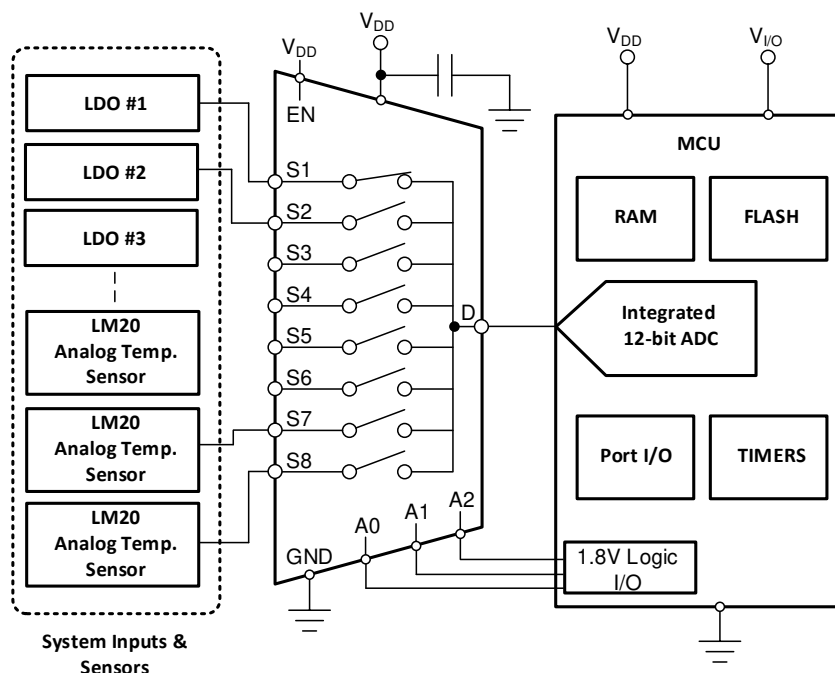 LDO #1
LDO #2
LDO #3
LM20
Analog Temp.
Sensor
LM20
Analog Temp.
Sensor
LM20
Analog Temp.
Sensor
System Inputs &
Sensors
VDD
VDD
EN
S1
S2
S3
S4
S5
S6
S7
S8
D
GND
A0
A1
A2
VDD
VI/O
MCU
RAM
FLASH
Integrated
12-bit ADC
Port I/O
TIMERS
1.8V Logic
I/O